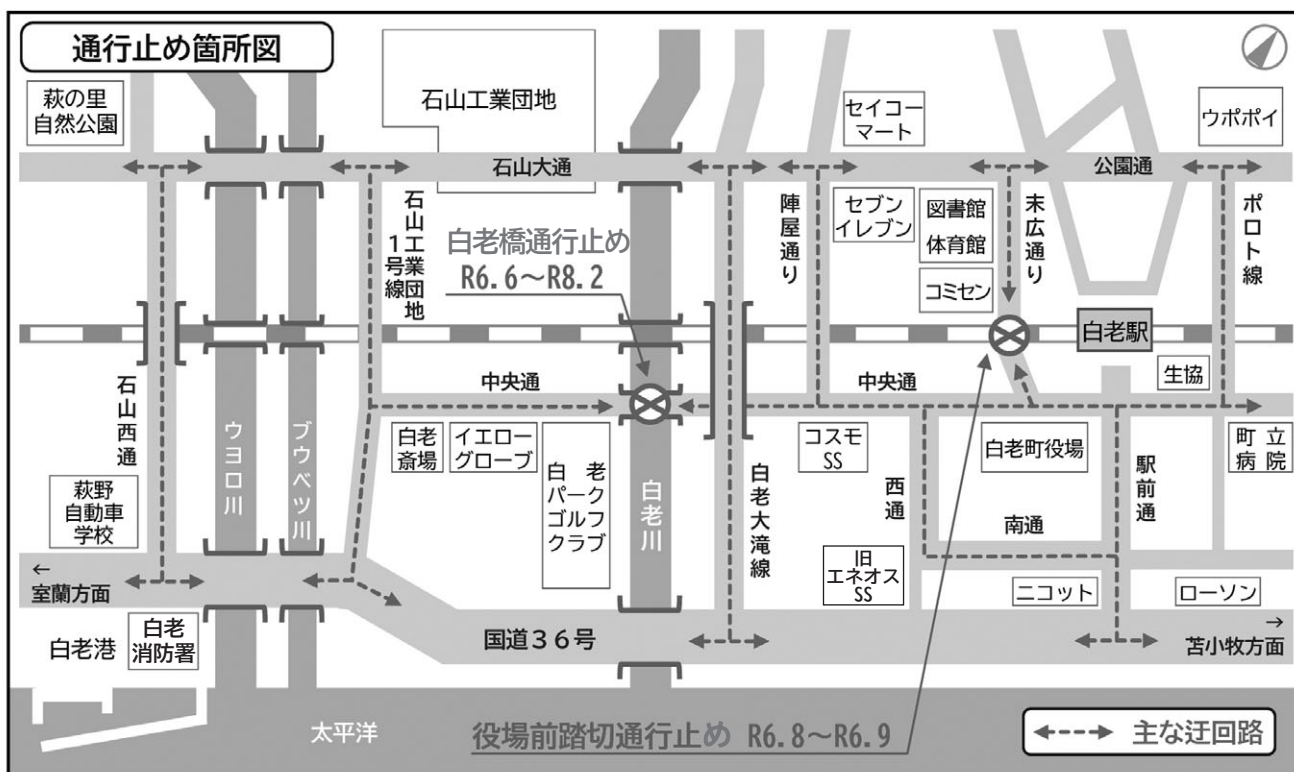 通行止め箇所図
萩の里
自然公園
石山工業団地
セイコー
マート
ウポポイ
石山大通
公園通
石山工業団地
1号線
陣屋通り
セブン
イレブン
図書館
体育館
コミセン
末広通り
ポロト線
白老橋通行止め
R6.6～R8.2
白老駅
生協
石山西通
ウヨロ川
ブウベツ川
中央通
中央通
白老
斎場
イエロー
グローブ
白老
パーク
ゴルフ
クラブ
白老川
白老大滝線
コスモ
SS
西通
白老町役場
駅前通
町立
病院
萩野
自動車
学校
南通
旧
エネオス
SS
ニコット
ローソン
←
室蘭方面
→
苫小牧方面
国道36号
白老港
白老
消防署
太平洋
役場前踏切通行止め R6.8～R6.9
主な迂回路